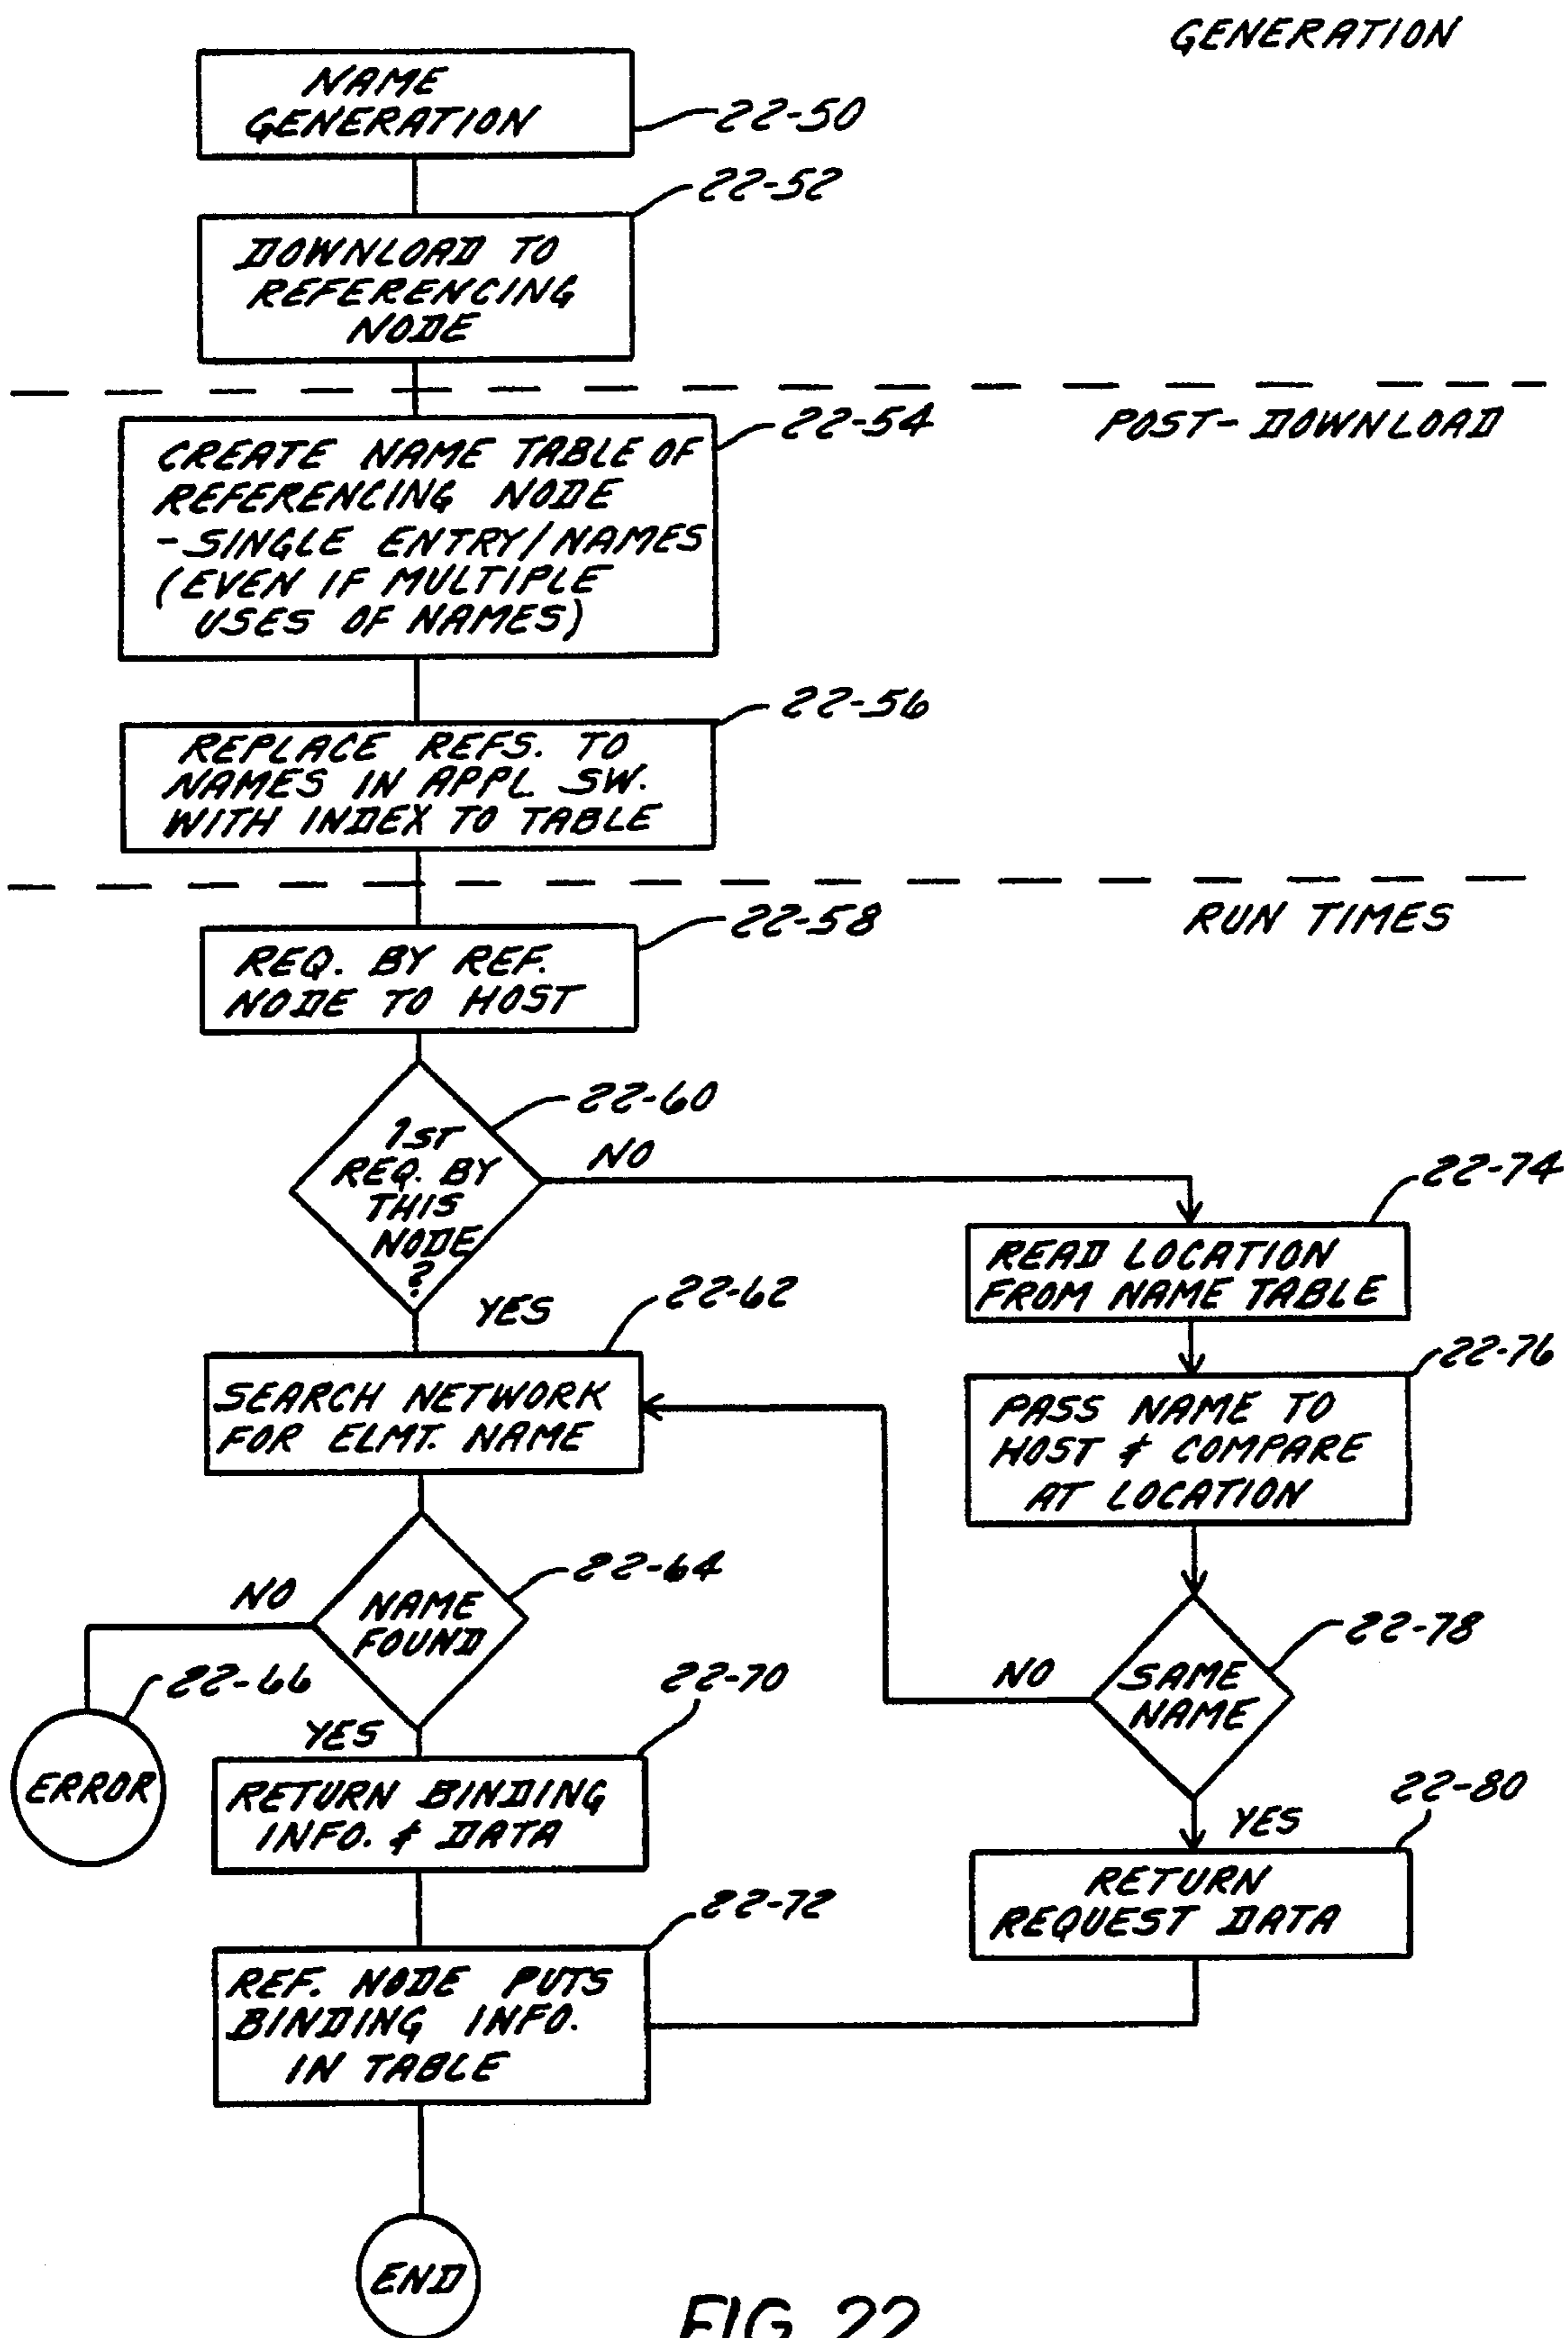 GENERATION
NAME
GENERATION
22-50
22-52
DOWNLOAD TO
REFERENCING
NODE
POST-DOWNLOAD
22-54
CREATE NAME TABLE OF
REFERENCING NODE
-SINGLE ENTRY/NAMES
(EVEN IF MULTIPLE
USES OF NAMES)
22-56
REPLACE REFS. TO
NAMES IN APPL SW.
WITH INDEX TO TABLE
RUN TIMES
22-58
REQ. BY REF.
NODE TO HOST
22-60
1ST
REQ. BY
THIS
NODE
?
NO
YES
22-74
READ LOCATION
FROM NAME TABLE
22-62
SEARCH NETWORK
FOR ELMT. NAME
22-76
PASS NAME TO
HOST & COMPARE
AT LOCATION
22-64
NAME
FOUND
NO
22-66
ERROR
YES
22-78
SAME
NAME
NO
YES
22-70
RETURN BINDING
INFO. & DATA
22-80
RETURN
REQUEST DATA
22-72
REF. NODE PUTS
BINDING INFO.
IN TABLE
END
FIG. 22